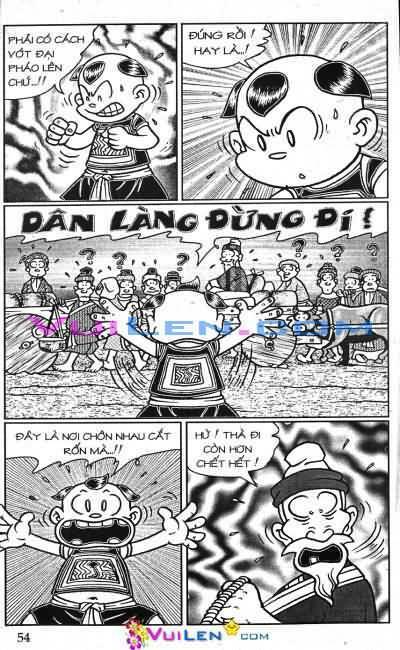 PHẢI CÓ CÁCH
VỚT ĐẠI
PHÁO LÊN
CHỨ...!!
ĐÚNG RỒI!
HAY LÀ...!
DÂN LÀNG ĐỪNG ĐI!
? ? ? ? ? ?
VUILEN.COM
ĐÂY LÀ NƠI CHÔN NHAU CẮT
RỐN MÀ...!!
HỪ! THÀ ĐI
CÒN HƠN
CHẾT HẾT!
54
VUILEN.COM